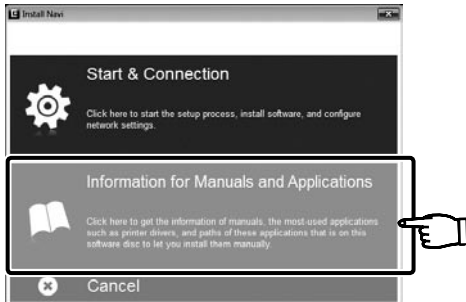 Install Navi
Start & Connection
Click here to start the setup process, install software, and configure
network settings.
Information for Manuals and Applications
Click here to get the information of manuals, the most-used applications
such as printer drivers, and paths of these applications that is on this
software disc to let you install them manually.
Cancel